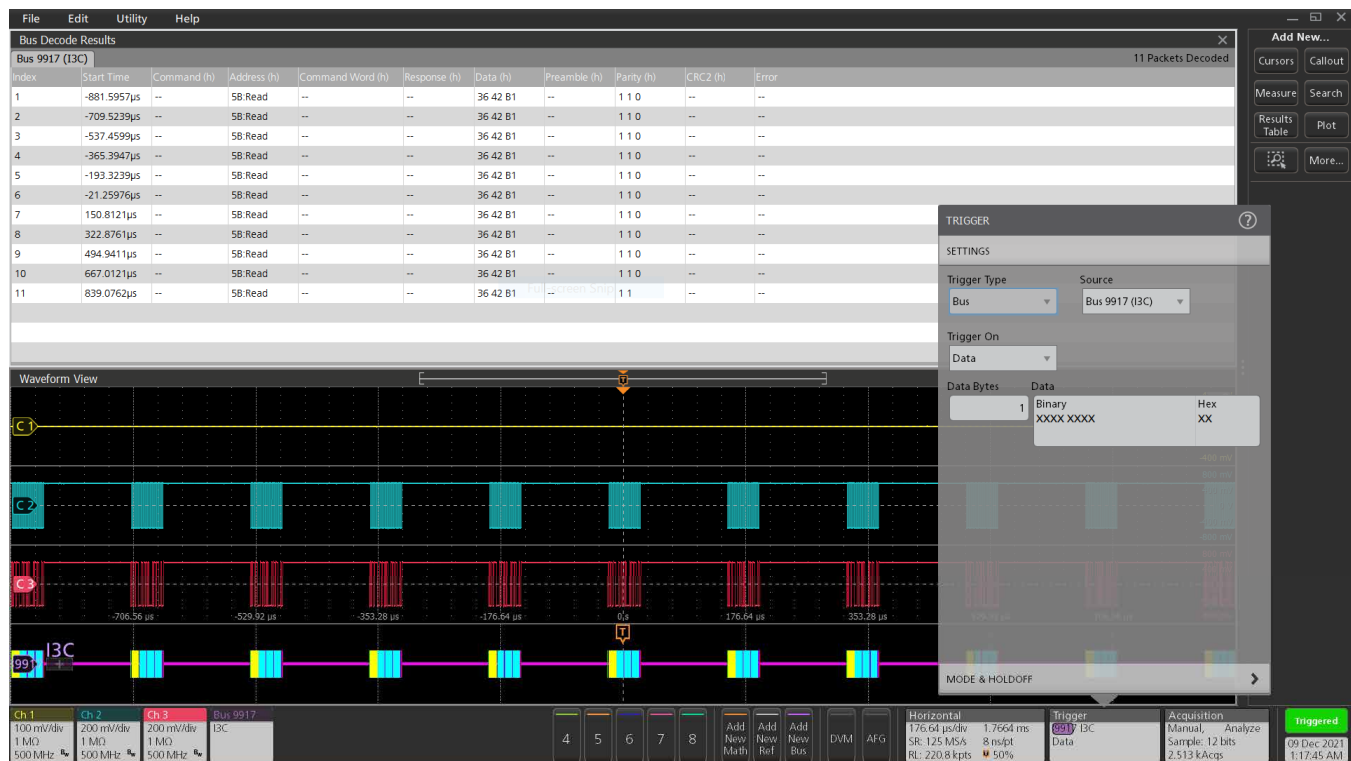 File Edit Utility Help
Bus Decode Results
Add New...
Bus 9917 (I3C) 11 Packets Decoded
Cursors Callout
Index Start Time Command (h) Address (h) Command Word (h) Response (h) Data (h) Preamble (h) Parity (h) CRC2 (h) Error
1 -881.5957µs -- 5B:Read -- -- 36 42 B1 -- 1 1 0 -- --
Measure Search
2 -709.5239µs -- 5B:Read -- -- 36 42 B1 -- 1 1 0 -- --
Results Table Plot
3 -537.4599µs -- 5B:Read -- -- 36 42 B1 -- 1 1 0 -- --
4 -365.3947µs -- 5B:Read -- -- 36 42 B1 -- 1 1 0 -- --
More...
5 -193.3239µs -- 5B:Read -- -- 36 42 B1 -- 1 1 0 -- --
6 -21.25976µs -- 5B:Read -- -- 36 42 B1 -- 1 1 0 -- --
7 150.8121µs -- 5B:Read -- -- 36 42 B1 -- 1 1 0 -- --
8 322.8761µs -- 5B:Read -- -- 36 42 B1 -- 1 1 0 -- --
9 494.9411µs -- 5B:Read -- -- 36 42 B1 -- 1 1 0 -- --
10 667.0121µs -- 5B:Read -- -- 36 42 B1 -- 1 1 0 -- --
11 839.0762µs -- 5B:Read -- -- 36 42 B1 -- 1 1 -- --
Full-screen Snip
TRIGGER ?
SETTINGS
Trigger Type Source
Bus Bus 9917 (I3C)
Trigger On
Data
Data Bytes Data
1 Binary Hex
XXXX XXXX XX
MODE & HOLDOFF
Waveform View
T
C 1
-400 mV
C 2
C 3
-706.56 µs -529.92 µs -353.28 µs -176.64 µs 0 s 176.64 µs 353.28 µs
T
I3C
991
Ch 1 Ch 2 Ch 3 Bus 9917
100 mV/div 200 mV/div 200 mV/div I3C
1 MΩ 1 MΩ 1 MΩ
500 MHz Bw 500 MHz Bw 500 MHz Bw
4 5 6 7 8
Add New Math
Add New Ref
Add New Bus
DVM AFG
Horizontal
176.64 µs/div 1.7664 ms
SR: 125 MS/s 8 ns/pt
RL: 220.8 kpts 50%
Trigger
9917 I3C
Data
Acquisition
Manual, Analyze
Sample: 12 bits
2.513 kAcqs
Triggered
09 Dec 2021
1:17:45 AM